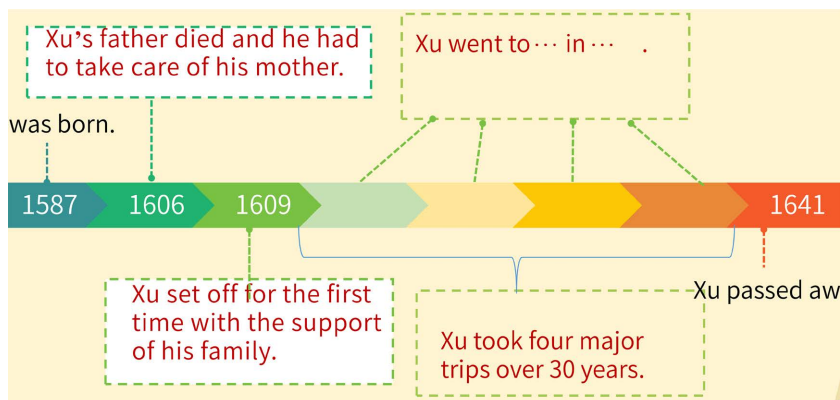 Xu's father died and he had
to take care of his mother.
Xu went to ··· in ··· .
was born.
1587
1606
1609
1641
Xu set off for the first
time with the support
of his family.
Xu passed aw
Xu took four major
trips over 30 years.